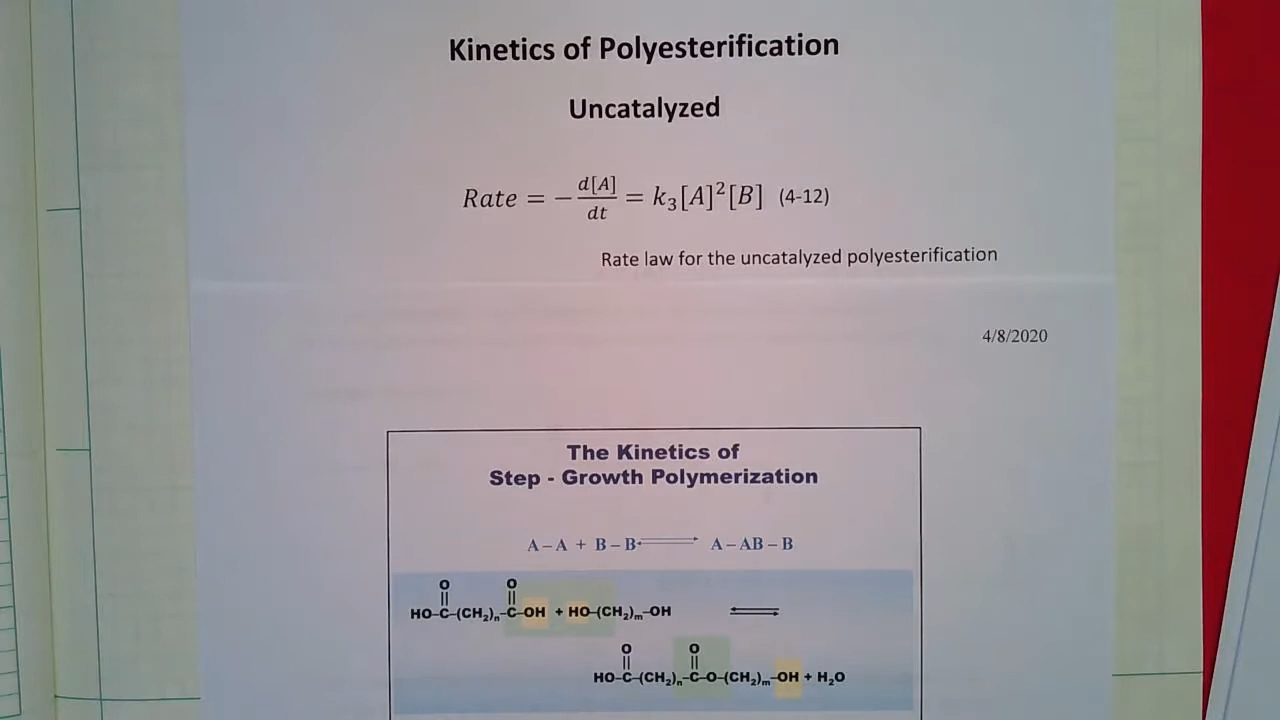 Kinetics of Polyesterification
Uncatalyzed
Rate = − d[A]/dt = k₃[A]²[B] (4-12)
Rate law for the uncatalyzed polyesterification
4/8/2020
The Kinetics of
Step - Growth Polymerization
A – A + B – B ⇌ A – AB – B
O O
HO-C-(CH₂)ₙ-C-OH + HO-(CH₂)ₘ-OH ⇌
O O
HO-C-(CH₂)ₙ-C-O-(CH₂)ₘ-OH + H₂O